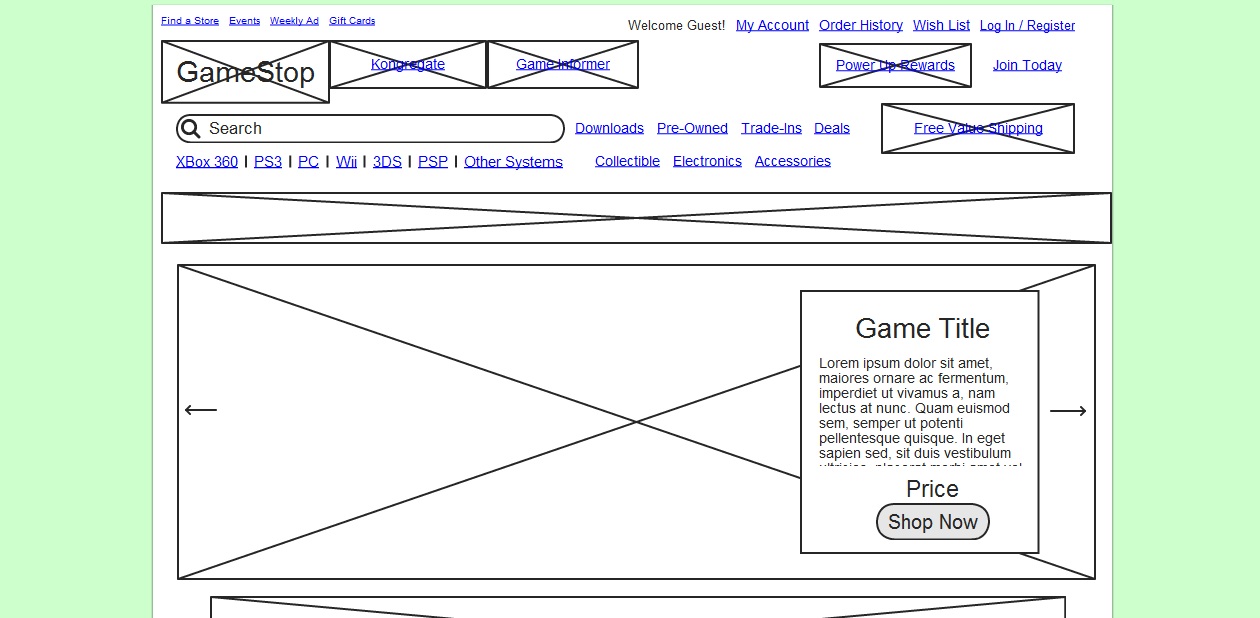 Find a Store Events Weekly Ad Gift Cards
Welcome Guest! My Account Order History Wish List Log In / Register
GameStop Kongregate Game Informer Power Up Rewards Join Today
Search Downloads Pre-Owned Trade-Ins Deals Free Value Shipping
XBox 360 | PS3 | PC | Wii | 3DS | PSP | Other Systems Collectible Electronics Accessories
Game Title
Lorem ipsum dolor sit amet,
maiores ornare ac fermentum,
imperdiet ut vivamus a, nam
lectus at nunc. Quam euismod
sem, semper ut potenti
pellentesque quisque. In eget
sapien sed, sit duis vestibulum
Price
Shop Now